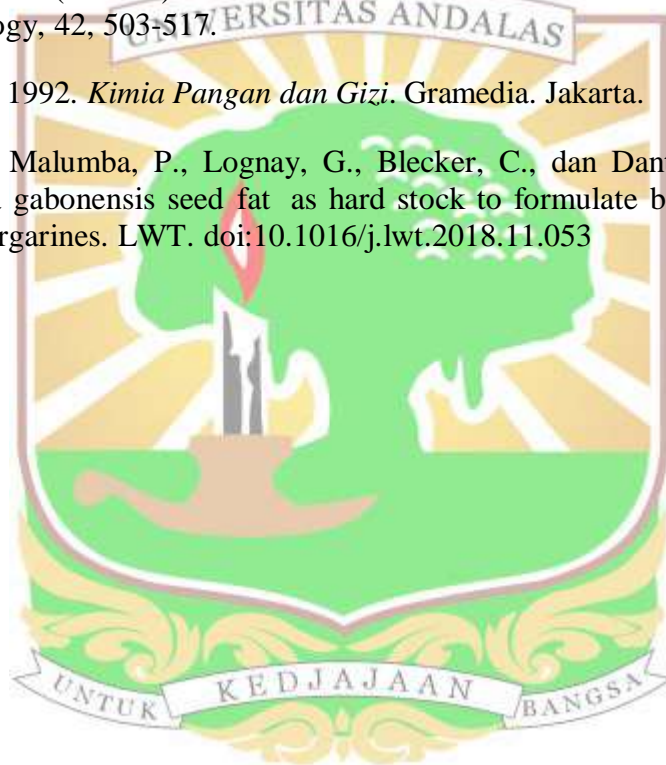 ogy, 42, 503-517.
UNIVERSITAS ANDALAS
1992. Kimia Pangan dan Gizi. Gramedia. Jakarta.
Malumba, P., Lognay, G., Blecker, C., dan Dan
gabonensis seed fat as hard stock to formulate b
rgarines. LWT. doi:10.1016/j.lwt.2018.11.053
UNTUK KEDJAJAAN BANGSA